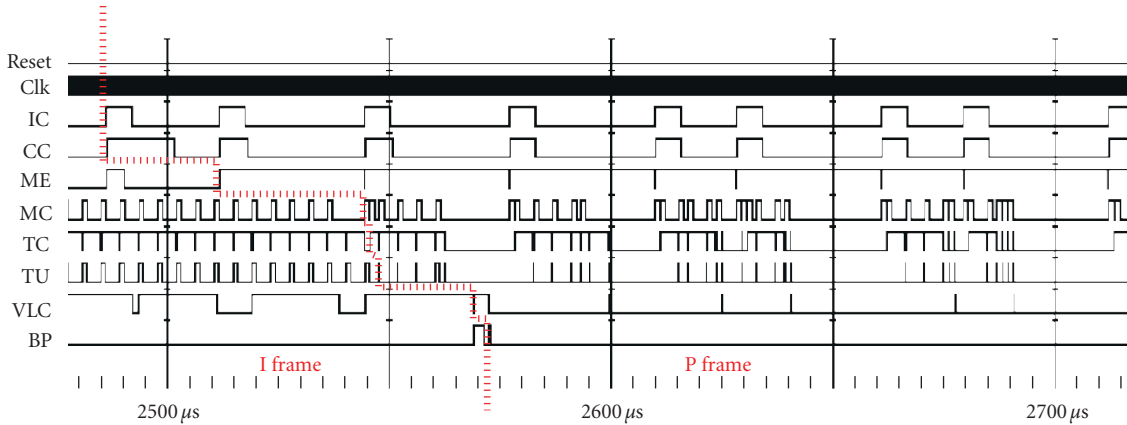 Reset
Clk
IC
CC
ME
MC
TC
TU
VLC
BP
I frame
P frame
2500 μs
2600 μs
2700 μs